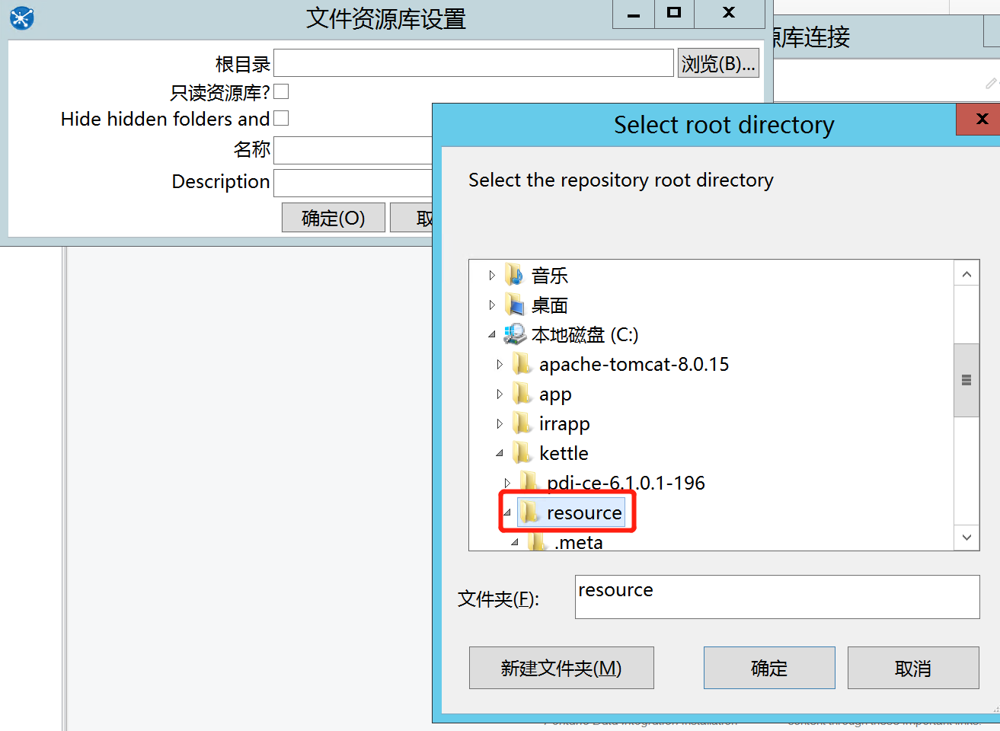 文件资源库设置
源库连接
根目录
浏览(B)...
只读资源库?
Hide hidden folders and
名称
Description
确定(O)
取
Select root directory
Select the repository root directory
音乐
桌面
本地磁盘 (C:)
apache-tomcat-8.0.15
app
irrapp
kettle
pdi-ce-6.1.0.1-196
resource
.meta
文件夹(F):
resource
新建文件夹(M)
确定
取消